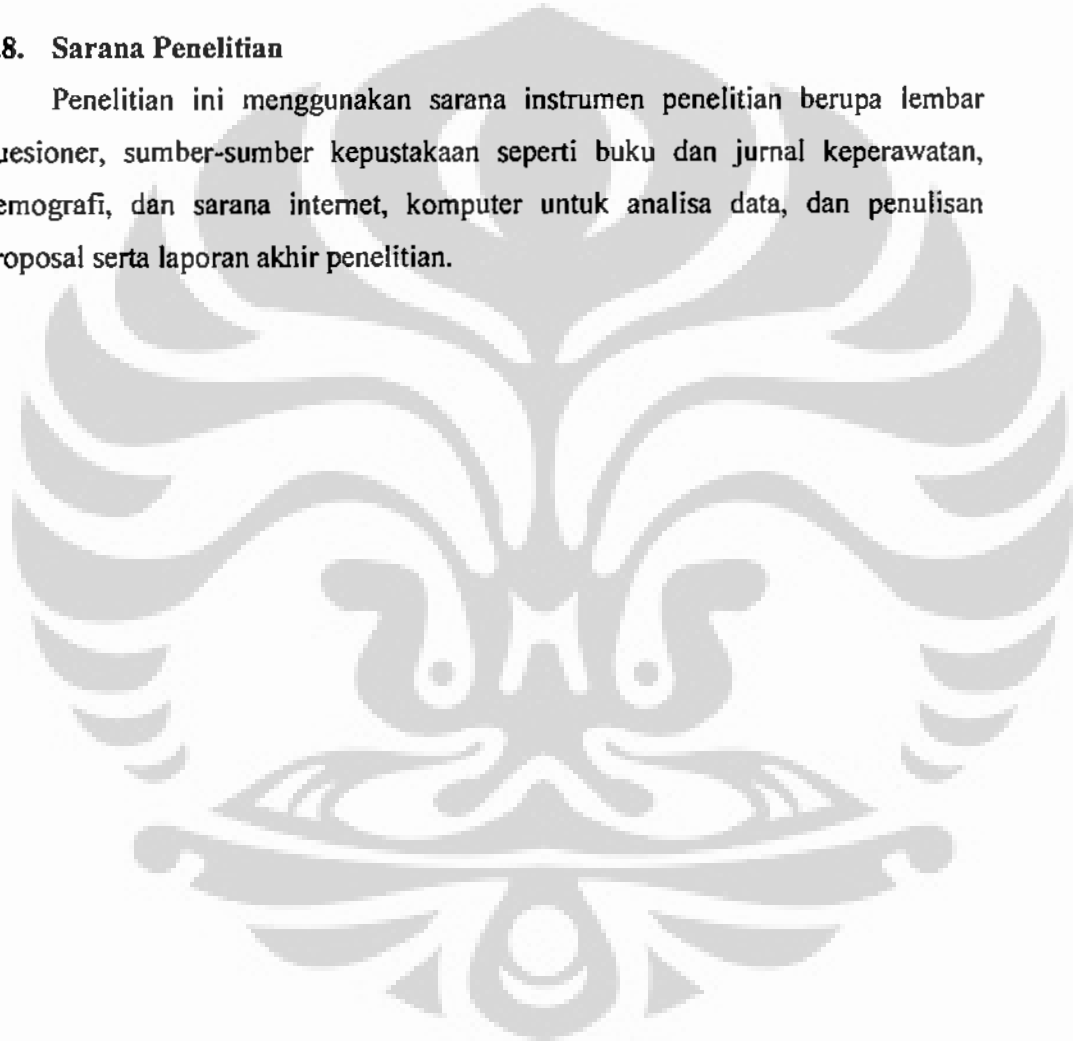 .8. Sarana Penelitian
Penelitian ini menggunakan sarana instrumen penelitian berupa lembar
uesioner, sumber-sumber kepustakaan seperti buku dan jurnal keperawatan,
emografi, dan sarana internet, komputer untuk analisa data, dan penulisan
roposal serta laporan akhir penelitian.